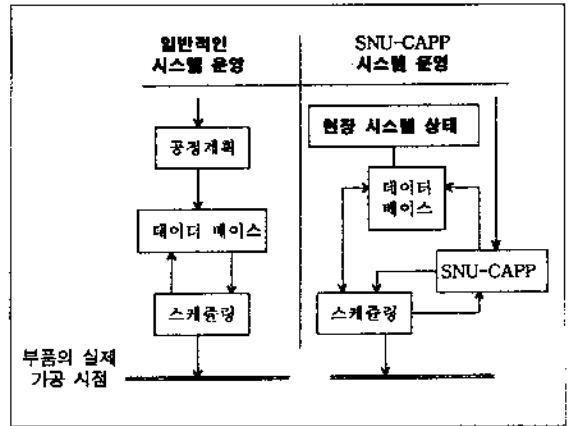 일반적인
시스템 운영
SNU-CAPP
시스템 운영
현장 시스템 상태
공정계획
데이터
베이스
데이터 베이스
SNU-CAPP
스케쥴링
스케쥴링
부품의 실제
가공 시점